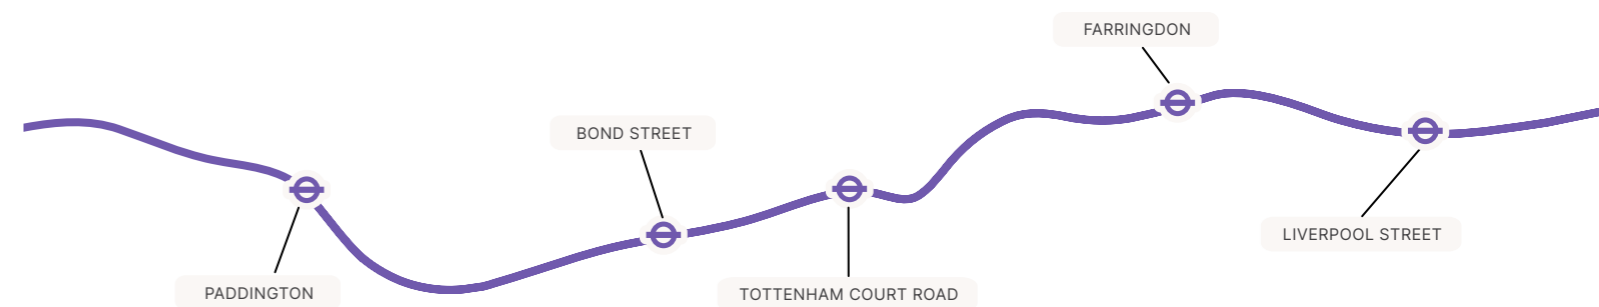 PADDINGTON
BOND STREET
TOTTENHAM COURT ROAD
FARRINGDON
LIVERPOOL STREET